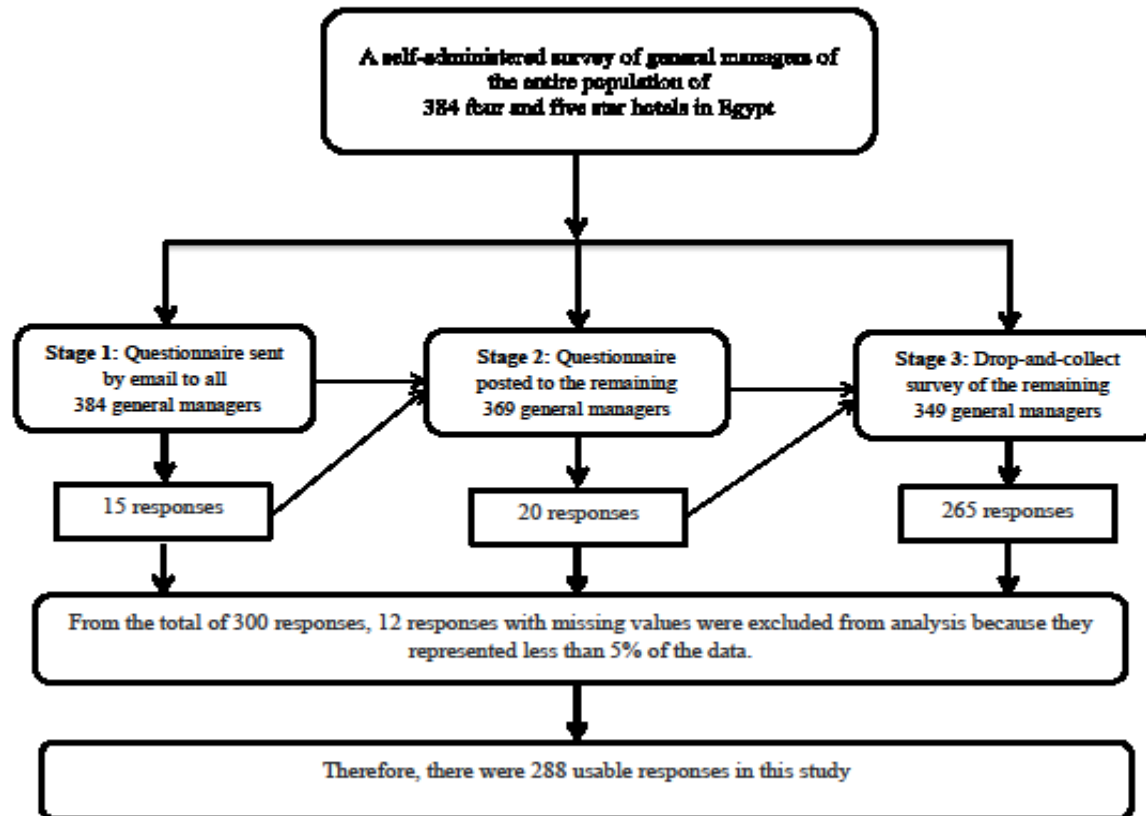 A self-administered survey of general managers of
the entire population of
384 four and five star hotels in Egypt
Stage 1: Questionnaire sent
by email to all
384 general managers
Stage 2: Questionnaire
posted to the remaining
369 general managers
Stage 3: Drop-and-collect
survey of the remaining
349 general managers
15 responses
20 responses
265 responses
From the total of 300 responses, 12 responses with missing values were excluded from analysis because they
represented less than 5% of the data.
Therefore, there were 288 usable responses in this study